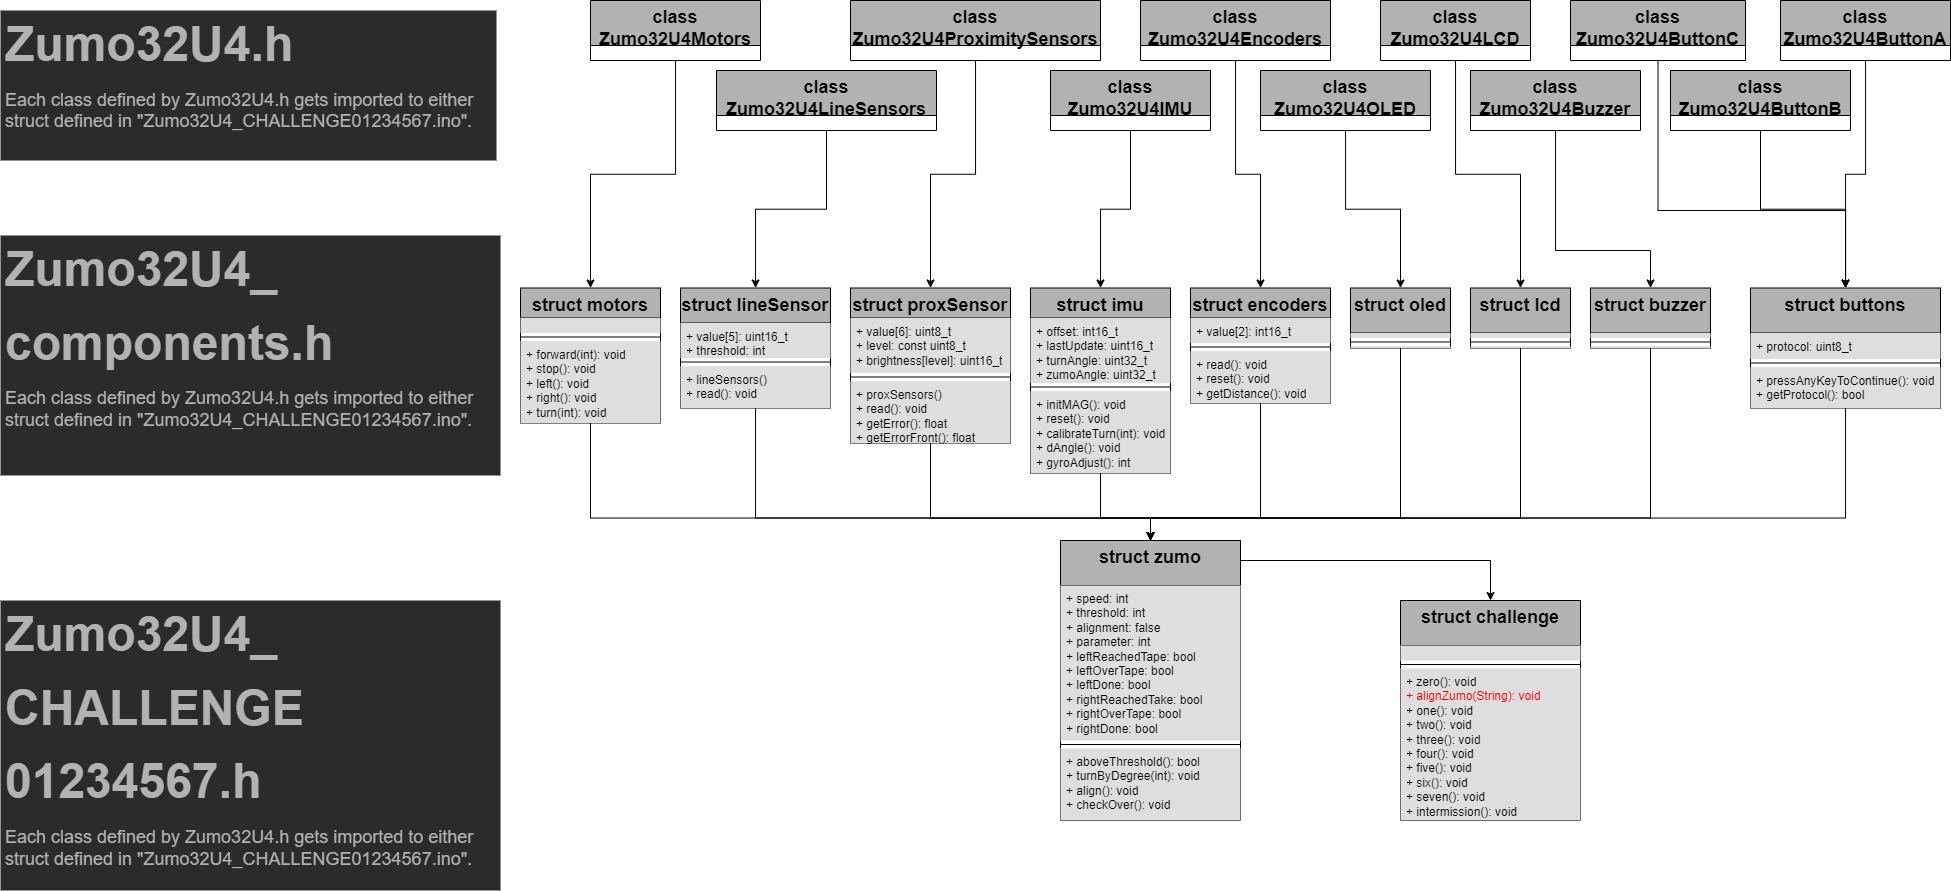 Zumo32U4.h
Each class defined by Zumo32U4.h gets imported to either
struct defined in "Zumo32U4_CHALLENGE01234567.ino".
class
Zumo32U4Motors
class
Zumo32U4ProximitySensors
class
Zumo32U4Encoders
class
Zumo32U4LCD
class
Zumo32U4ButtonC
class
Zumo32U4ButtonA
class
Zumo32U4LineSensors
class
Zumo32U4IMU
class
Zumo32U4OLED
class
Zumo32U4Buzzer
class
Zumo32U4ButtonB
Zumo32U4_
components.h
Each class defined by Zumo32U4.h gets imported to either
struct defined in "Zumo32U4_CHALLENGE01234567.ino".
struct motors
+ forward(int): void
+ stop(): void
+ left(): void
+ right(): void
+ turn(int): void
struct lineSensor
+ value[5]: uint16_t
+ threshold: int
+ lineSensors()
+ read(): void
struct proxSensor
+ value[6]: uint8_t
+ level: const uint8_t
+ brightness[level]: uint16_t
+ proxSensors()
+ read(): void
+ getError(): float
+ getErrorFront(): float
struct imu
+ offset: int16_t
+ lastUpdate: uint16_t
+ turnAngle: uint32_t
+ zumoAngle: uint32_t
+ initMAG(): void
+ reset(): void
+ calibrateTurn(int): void
+ dAngle(): void
+ gyroAdjust(): int
struct encoders
+ value[2]: int16_t
+ read(): void
+ reset(): void
+ getDistance(): void
struct oled
struct lcd
struct buzzer
struct buttons
+ protocol: uint8_t
+ pressAnyKeyToContinue(): void
+ getProtocol(): bool
Zumo32U4_
CHALLENGE
01234567.h
Each class defined by Zumo32U4.h gets imported to either
struct defined in "Zumo32U4_CHALLENGE01234567.ino".
struct zumo
+ speed: int
+ threshold: int
+ alignment: false
+ parameter: int
+ leftReachedTape: bool
+ leftOverTape: bool
+ leftDone: bool
+ rightReachedTake: bool
+ rightOverTape: bool
+ rightDone: bool
+ aboveThreshold(): bool
+ turnByDegree(int): void
+ align(): void
+ checkOver(): void
struct challenge
+ zero(): void
+ alignZumo(String): void
+ one(): void
+ two(): void
+ three(): void
+ four(): void
+ five(): void
+ six(): void
+ seven(): void
+ intermission(): void